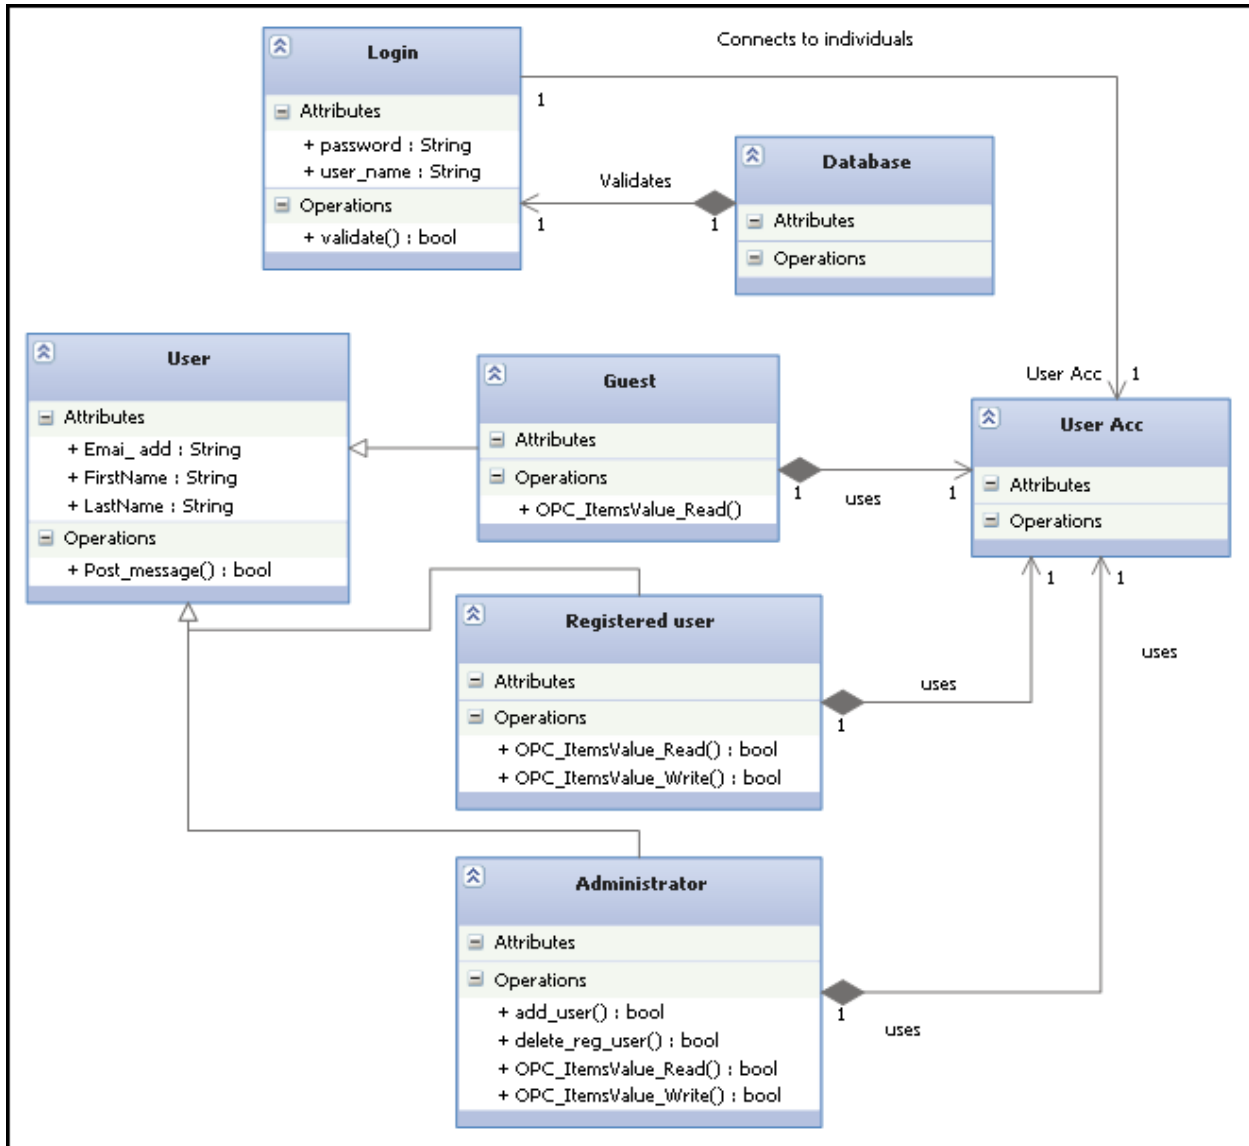 Login
Attributes
+ password : String
+ user_name : String
Operations
+ validate() : bool
Connects to individuals
1
Validates
1
1
Database
Attributes
Operations
User Acc
1
User
Attributes
+ Emai_ add : String
+ FirstName : String
+ LastName : String
Operations
+ Post_message() : bool
Guest
Attributes
Operations
+ OPC_ItemsValue_Read()
1
uses
1
User Acc
Attributes
Operations
1
1
uses
Registered user
Attributes
Operations
+ OPC_ItemsValue_Read() : bool
+ OPC_ItemsValue_Write() : bool
uses
1
Administrator
Attributes
Operations
+ add_user() : bool
+ delete_reg_user() : bool
+ OPC_ItemsValue_Read() : bool
+ OPC_ItemsValue_Write() : bool
1
uses